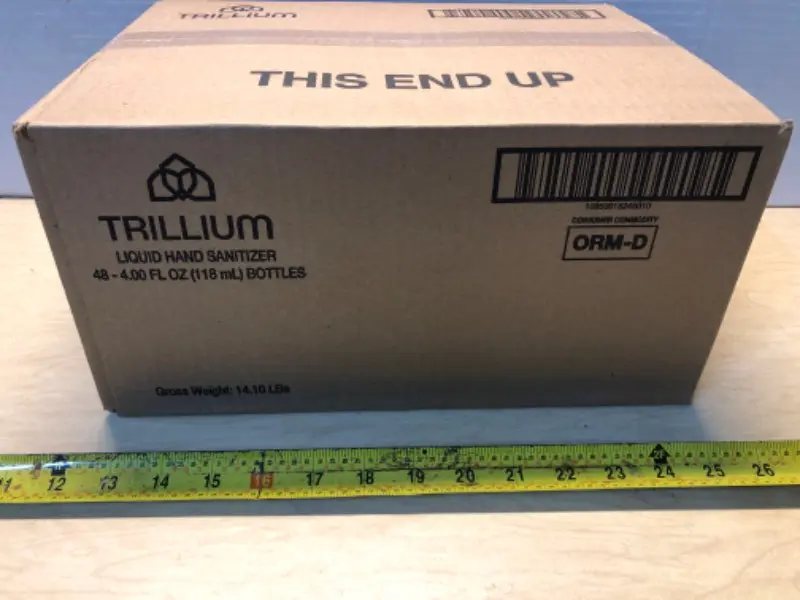 TRILLIUM
THIS END UP
TRILLIUM
LIQUID HAND SANITIZER
48 - 4.00 FL OZ (118 mL) BOTTLES
CONSUMER COMMODITY
ORM-D
Gross Weight: 14.10 LBs
11 12 13 14 15 16 17 18 19 20 21 22 23 24 25 26